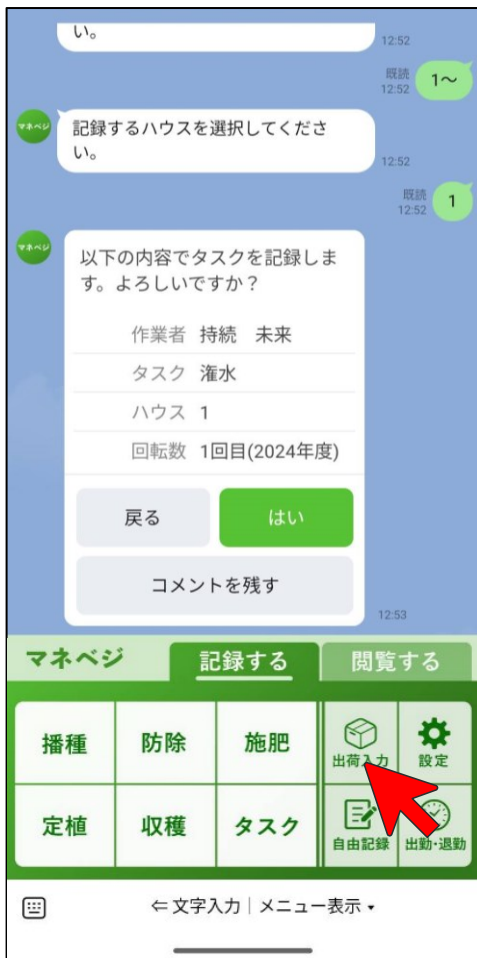 い。
12:52
既読
12:52
1～
マネベジ
記録するハウスを選択してくださ
い。
12:52
既読
12:52
1
マネベジ
以下の内容でタスクを記録しま
す。よろしいですか？
作業者 持続　未来
タスク 潅水
ハウス 1
回転数 1回目(2024年度)
戻る
はい
コメントを残す
12:53
マネベジ
記録する
閲覧する
播種
防除
施肥
出荷入力
設定
定植
収穫
タスク
自由記録
出勤・退勤
⇐文字入力｜メニュー表示▾